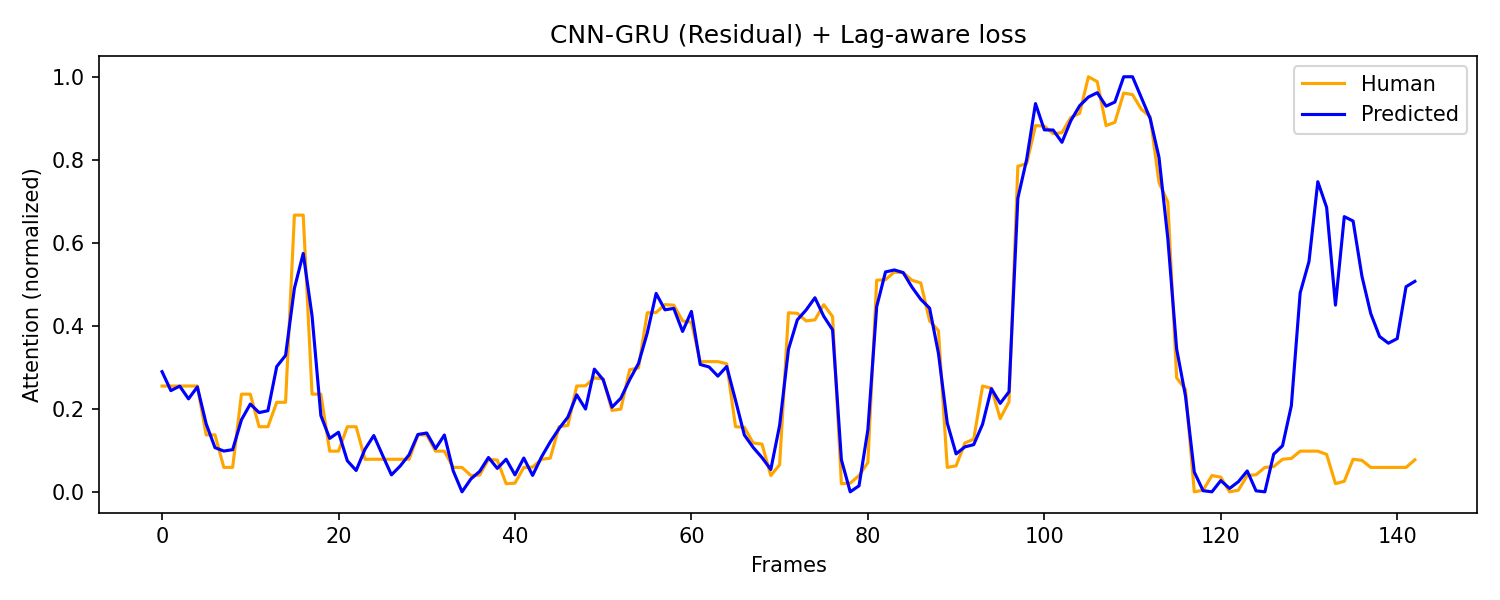 CNN-GRU (Residual) + Lag-aware loss
Human
Predicted
Attention (normalized)
1.0
0.8
0.6
0.4
0.2
0.0
0 20 40 60 80 100 120 140
Frames